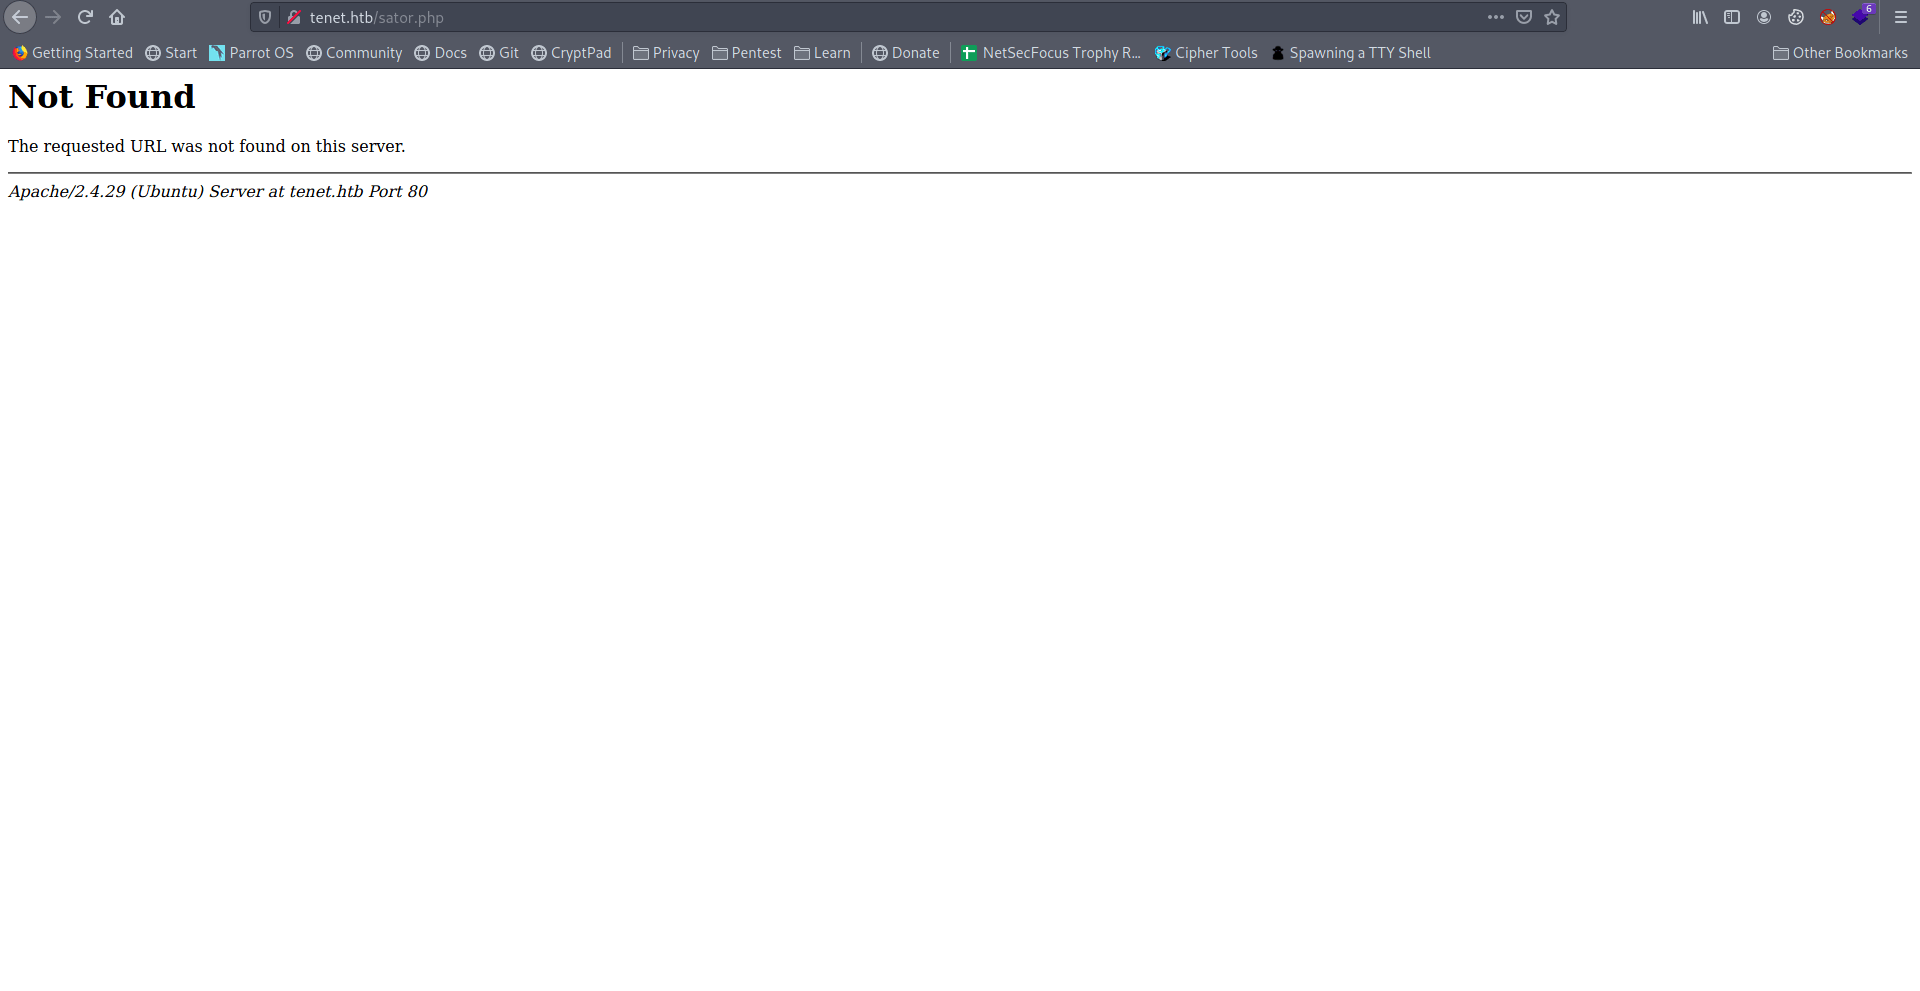 tenet.htb/sator.php
6
Getting Started Start Parrot OS Community Docs Git CryptPad Privacy Pentest Learn Donate NetSecFocus Trophy R... Cipher Tools Spawning a TTY Shell Other Bookmarks
Not Found
The requested URL was not found on this server.
Apache/2.4.29 (Ubuntu) Server at tenet.htb Port 80